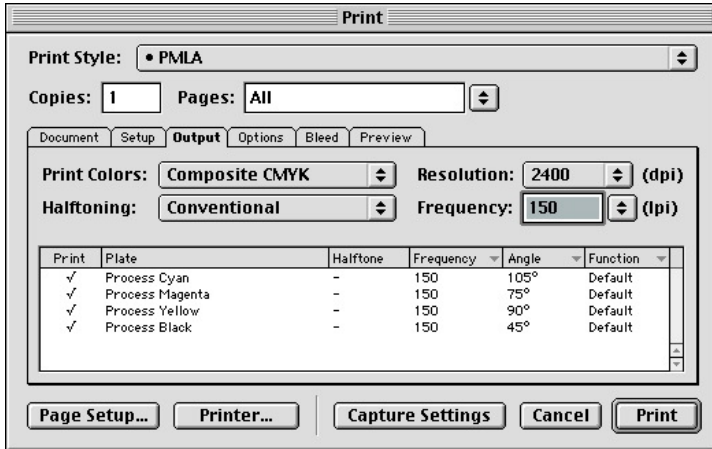 Print
Print Style: • PMLA
Copies: 1 Pages: All
Document Setup Output Options Bleed Preview
Print Colors: Composite CMYK Resolution: 2400 (dpi)
Halftoning: Conventional Frequency: 150 (lpi)
Print Plate Halftone Frequency Angle Function
√ Process Cyan - 150 105° Default
√ Process Magenta - 150 75° Default
√ Process Yellow - 150 90° Default
√ Process Black - 150 45° Default
Page Setup... Printer... Capture Settings Cancel Print